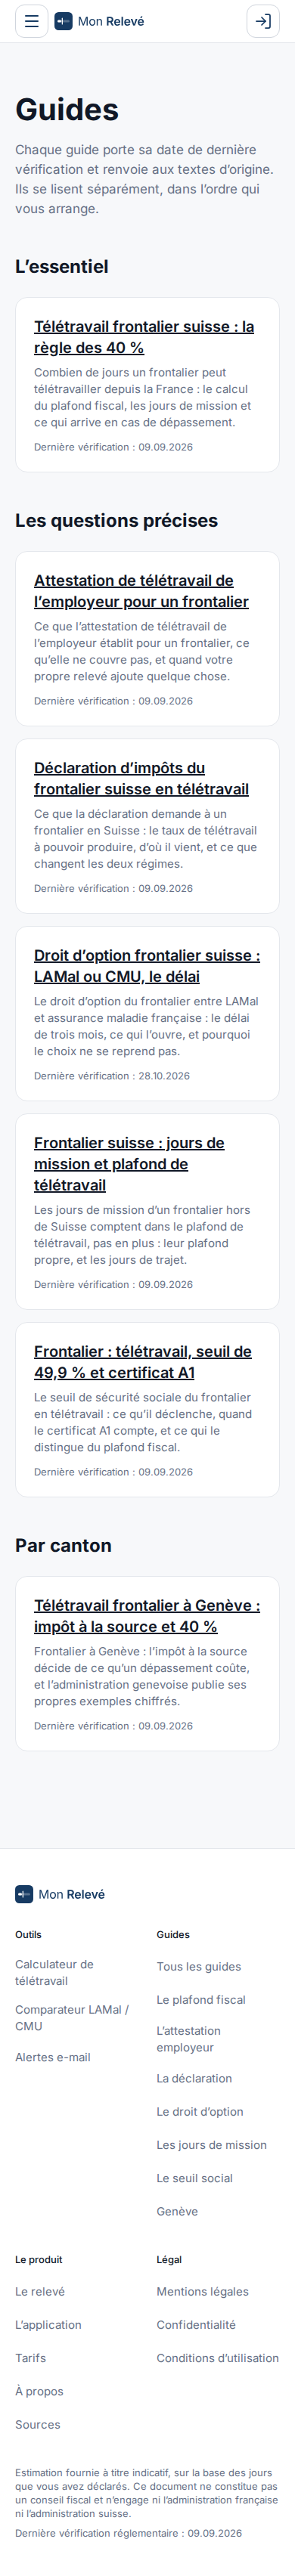 Mon Relevé
Guides
Chaque guide porte sa date de dernière
vérification et renvoie aux textes d’origine.
Ils se lisent séparément, dans l’ordre qui
vous arrange.
L’essentiel
Télétravail frontalier suisse : la
règle des 40 %
Combien de jours un frontalier peut
télétravailler depuis la France : le calcul
du plafond fiscal, les jours de mission et
ce qui arrive en cas de dépassement.
Dernière vérification : 09.09.2026
Les questions précises
Attestation de télétravail de
l’employeur pour un frontalier
Ce que l’attestation de télétravail de
l’employeur établit pour un frontalier, ce
qu’elle ne couvre pas, et quand votre
propre relevé ajoute quelque chose.
Dernière vérification : 09.09.2026
Déclaration d’impôts du
frontalier suisse en télétravail
Ce que la déclaration demande à un
frontalier en Suisse : le taux de télétravail
à pouvoir produire, d’où il vient, et ce que
changent les deux régimes.
Dernière vérification : 09.09.2026
Droit d’option frontalier suisse :
LAMal ou CMU, le délai
Le droit d’option du frontalier entre LAMal
et assurance maladie française : le délai
de trois mois, ce qui l’ouvre, et pourquoi
le choix ne se reprend pas.
Dernière vérification : 28.10.2026
Frontalier suisse : jours de
mission et plafond de
télétravail
Les jours de mission d’un frontalier hors
de Suisse comptent dans le plafond de
télétravail, pas en plus : leur plafond
propre, et les jours de trajet.
Dernière vérification : 09.09.2026
Frontalier : télétravail, seuil de
49,9 % et certificat A1
Le seuil de sécurité sociale du frontalier
en télétravail : ce qu’il déclenche, quand
le certificat A1 compte, et ce qui le
distingue du plafond fiscal.
Dernière vérification : 09.09.2026
Par canton
Télétravail frontalier à Genève :
impôt à la source et 40 %
Frontalier à Genève : l’impôt à la source
décide de ce qu’un dépassement coûte,
et l’administration genevoise publie ses
propres exemples chiffrés.
Dernière vérification : 09.09.2026
Mon Relevé
Outils
Calculateur de
télétravail
Comparateur LAMal /
CMU
Alertes e-mail
Guides
Tous les guides
Le plafond fiscal
L’attestation
employeur
La déclaration
Le droit d’option
Les jours de mission
Le seuil social
Genève
Le produit
Le relevé
L’application
Tarifs
À propos
Sources
Légal
Mentions légales
Confidentialité
Conditions d’utilisation
Estimation fournie à titre indicatif, sur la base des jours
que vous avez déclarés. Ce document ne constitue pas
un conseil fiscal et n’engage ni l’administration française
ni l’administration suisse.
Dernière vérification réglementaire : 09.09.2026